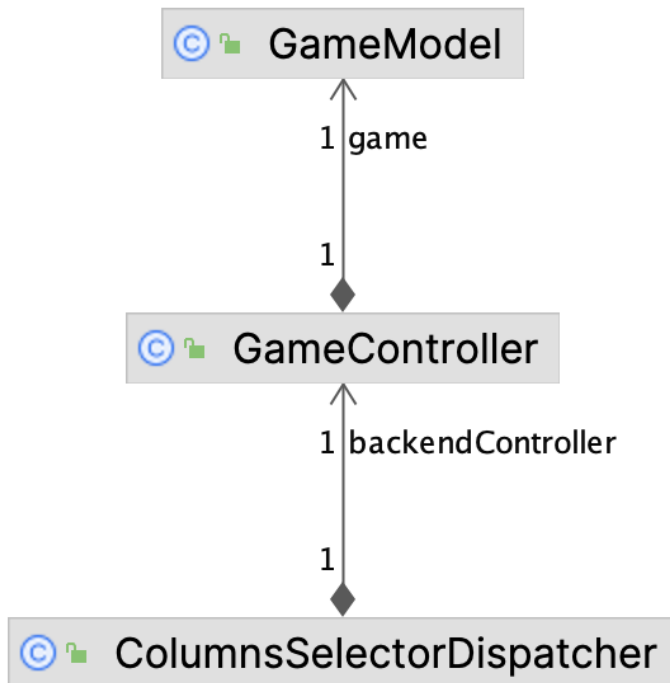 © GameModel
1 game
1
© GameController
1 backendController
1
© ColumnsSelectorDispatcher